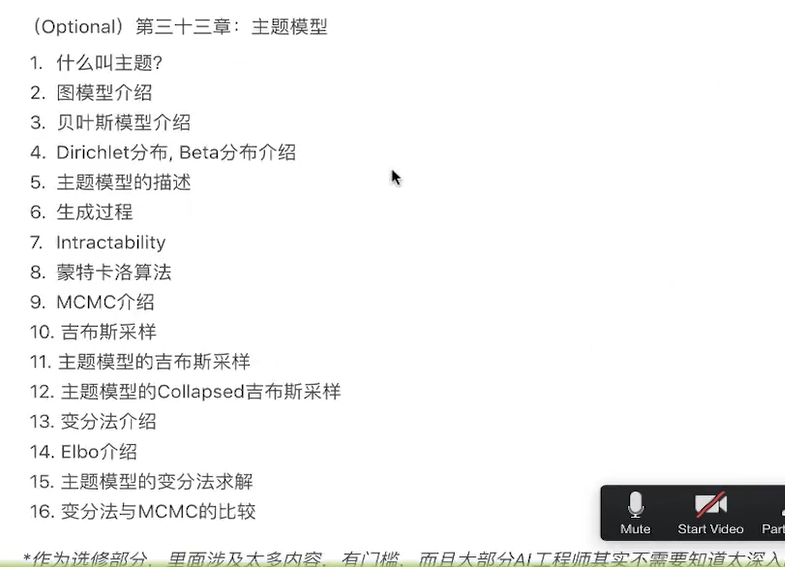 （Optional）第三十三章：主题模型
1. 什么叫主题?
2. 图模型介绍
3. 贝叶斯模型介绍
4. Dirichlet分布, Beta分布介绍
5. 主题模型的描述
6. 生成过程
7. Intractability
8. 蒙特卡洛算法
9. MCMC介绍
10. 吉布斯采样
11. 主题模型的吉布斯采样
12. 主题模型的Collapsed吉布斯采样
13. 变分法介绍
14. Elbo介绍
15. 主题模型的变分法求解
16. 变分法与MCMC的比较
Mute Start Video Part
*作为选修部分，里面涉及太多内容，有门槛，而且大部分AI工程师其实不需要知道太深入